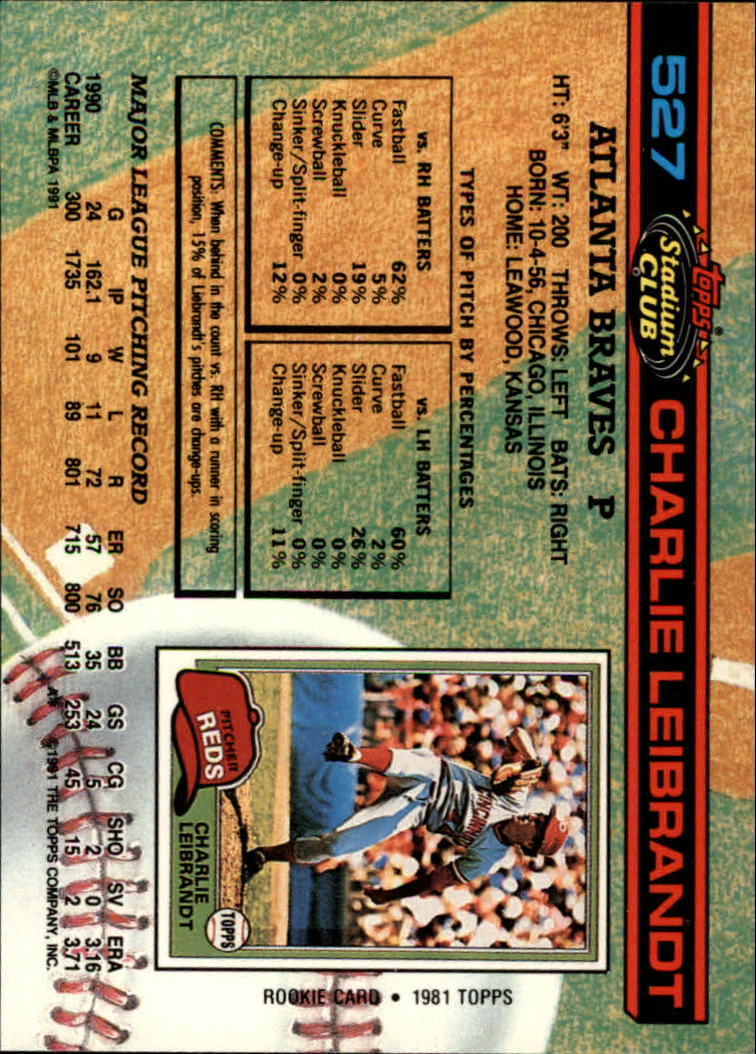 527
topps®
Stadium
CLUB
CHARLIE LEIBRANDT
ATLANTA BRAVES P
HT: 6'3" WT: 200 THROWS: LEFT BATS: RIGHT
BORN: 10-4-56, CHICAGO, ILLINOIS
HOME: LEAWOOD, KANSAS
TYPES OF PITCH BY PERCENTAGES
vs. RH BATTERS
Fastball 62%
Curve 5%
Slider 19%
Knuckleball 0%
Screwball 2%
Sinker/Split-finger 0%
Change-up 12%
vs. LH BATTERS
Fastball 60%
Curve 2%
Slider 26%
Knuckleball 0%
Screwball 0%
Sinker/Split-finger 0%
Change-up 11%
COMMENTS: When behind in the count vs. RH with a runner in scoring
position, 15% of Liebrandt's pitches are change-ups.
CINCINNATI
PITCHER
REDS
CHARLIE
LEIBRANDT
TOPPS
ROOKIE CARD • 1981 TOPPS
MAJOR LEAGUE PITCHING RECORD
G IP W L R ER SO BB GS CG SHO SV ERA
1990 24 162.1 9 11 72 57 76 35 24 5 2 0 3.16
CAREER 300 1735 101 89 801 715 800 513 253 45 15 2 3.71
©MLB & MLBPA 1991
A* ©1991 THE TOPPS COMPANY, INC.